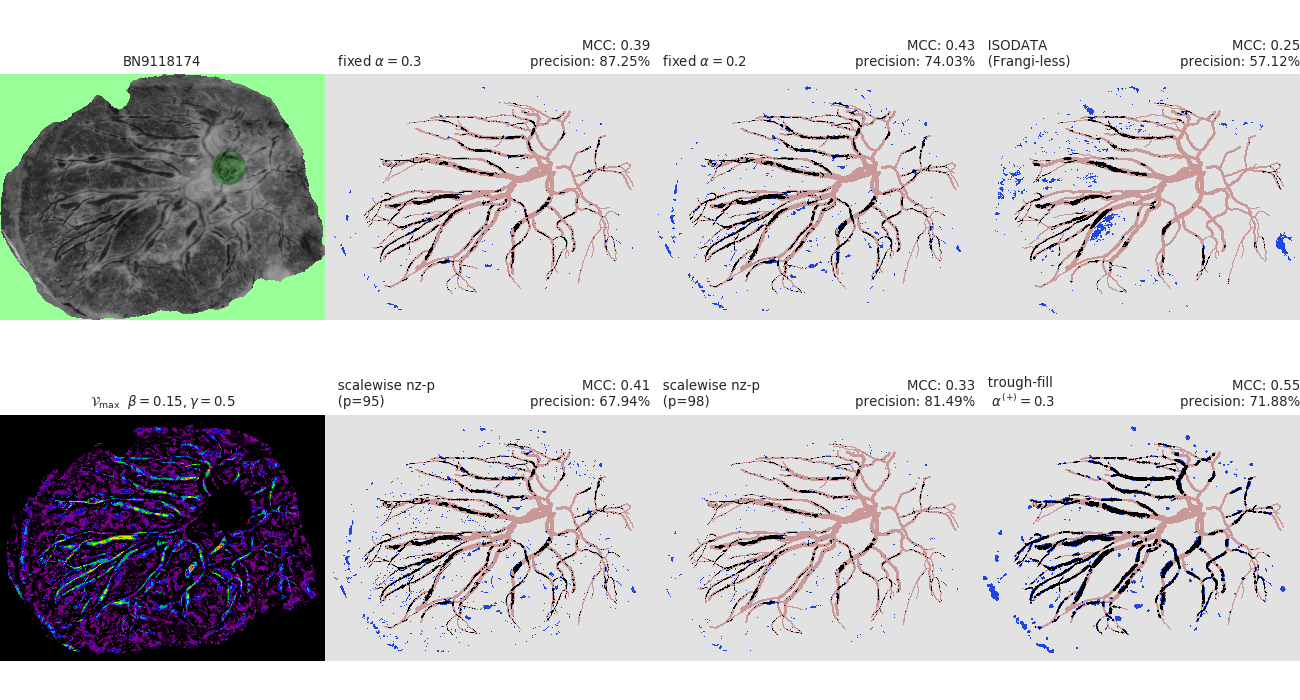 BN9118174
fixed α = 0.3
MCC: 0.39
precision: 87.25%
fixed α = 0.2
MCC: 0.43
precision: 74.03%
ISODATA
(Frangi-less)
MCC: 0.25
precision: 57.12%
𝒱max β = 0.15, γ = 0.5
scalewise nz-p
(p=95)
MCC: 0.41
precision: 67.94%
scalewise nz-p
(p=98)
MCC: 0.33
precision: 81.49%
trough-fill
α(+) = 0.3
MCC: 0.55
precision: 71.88%